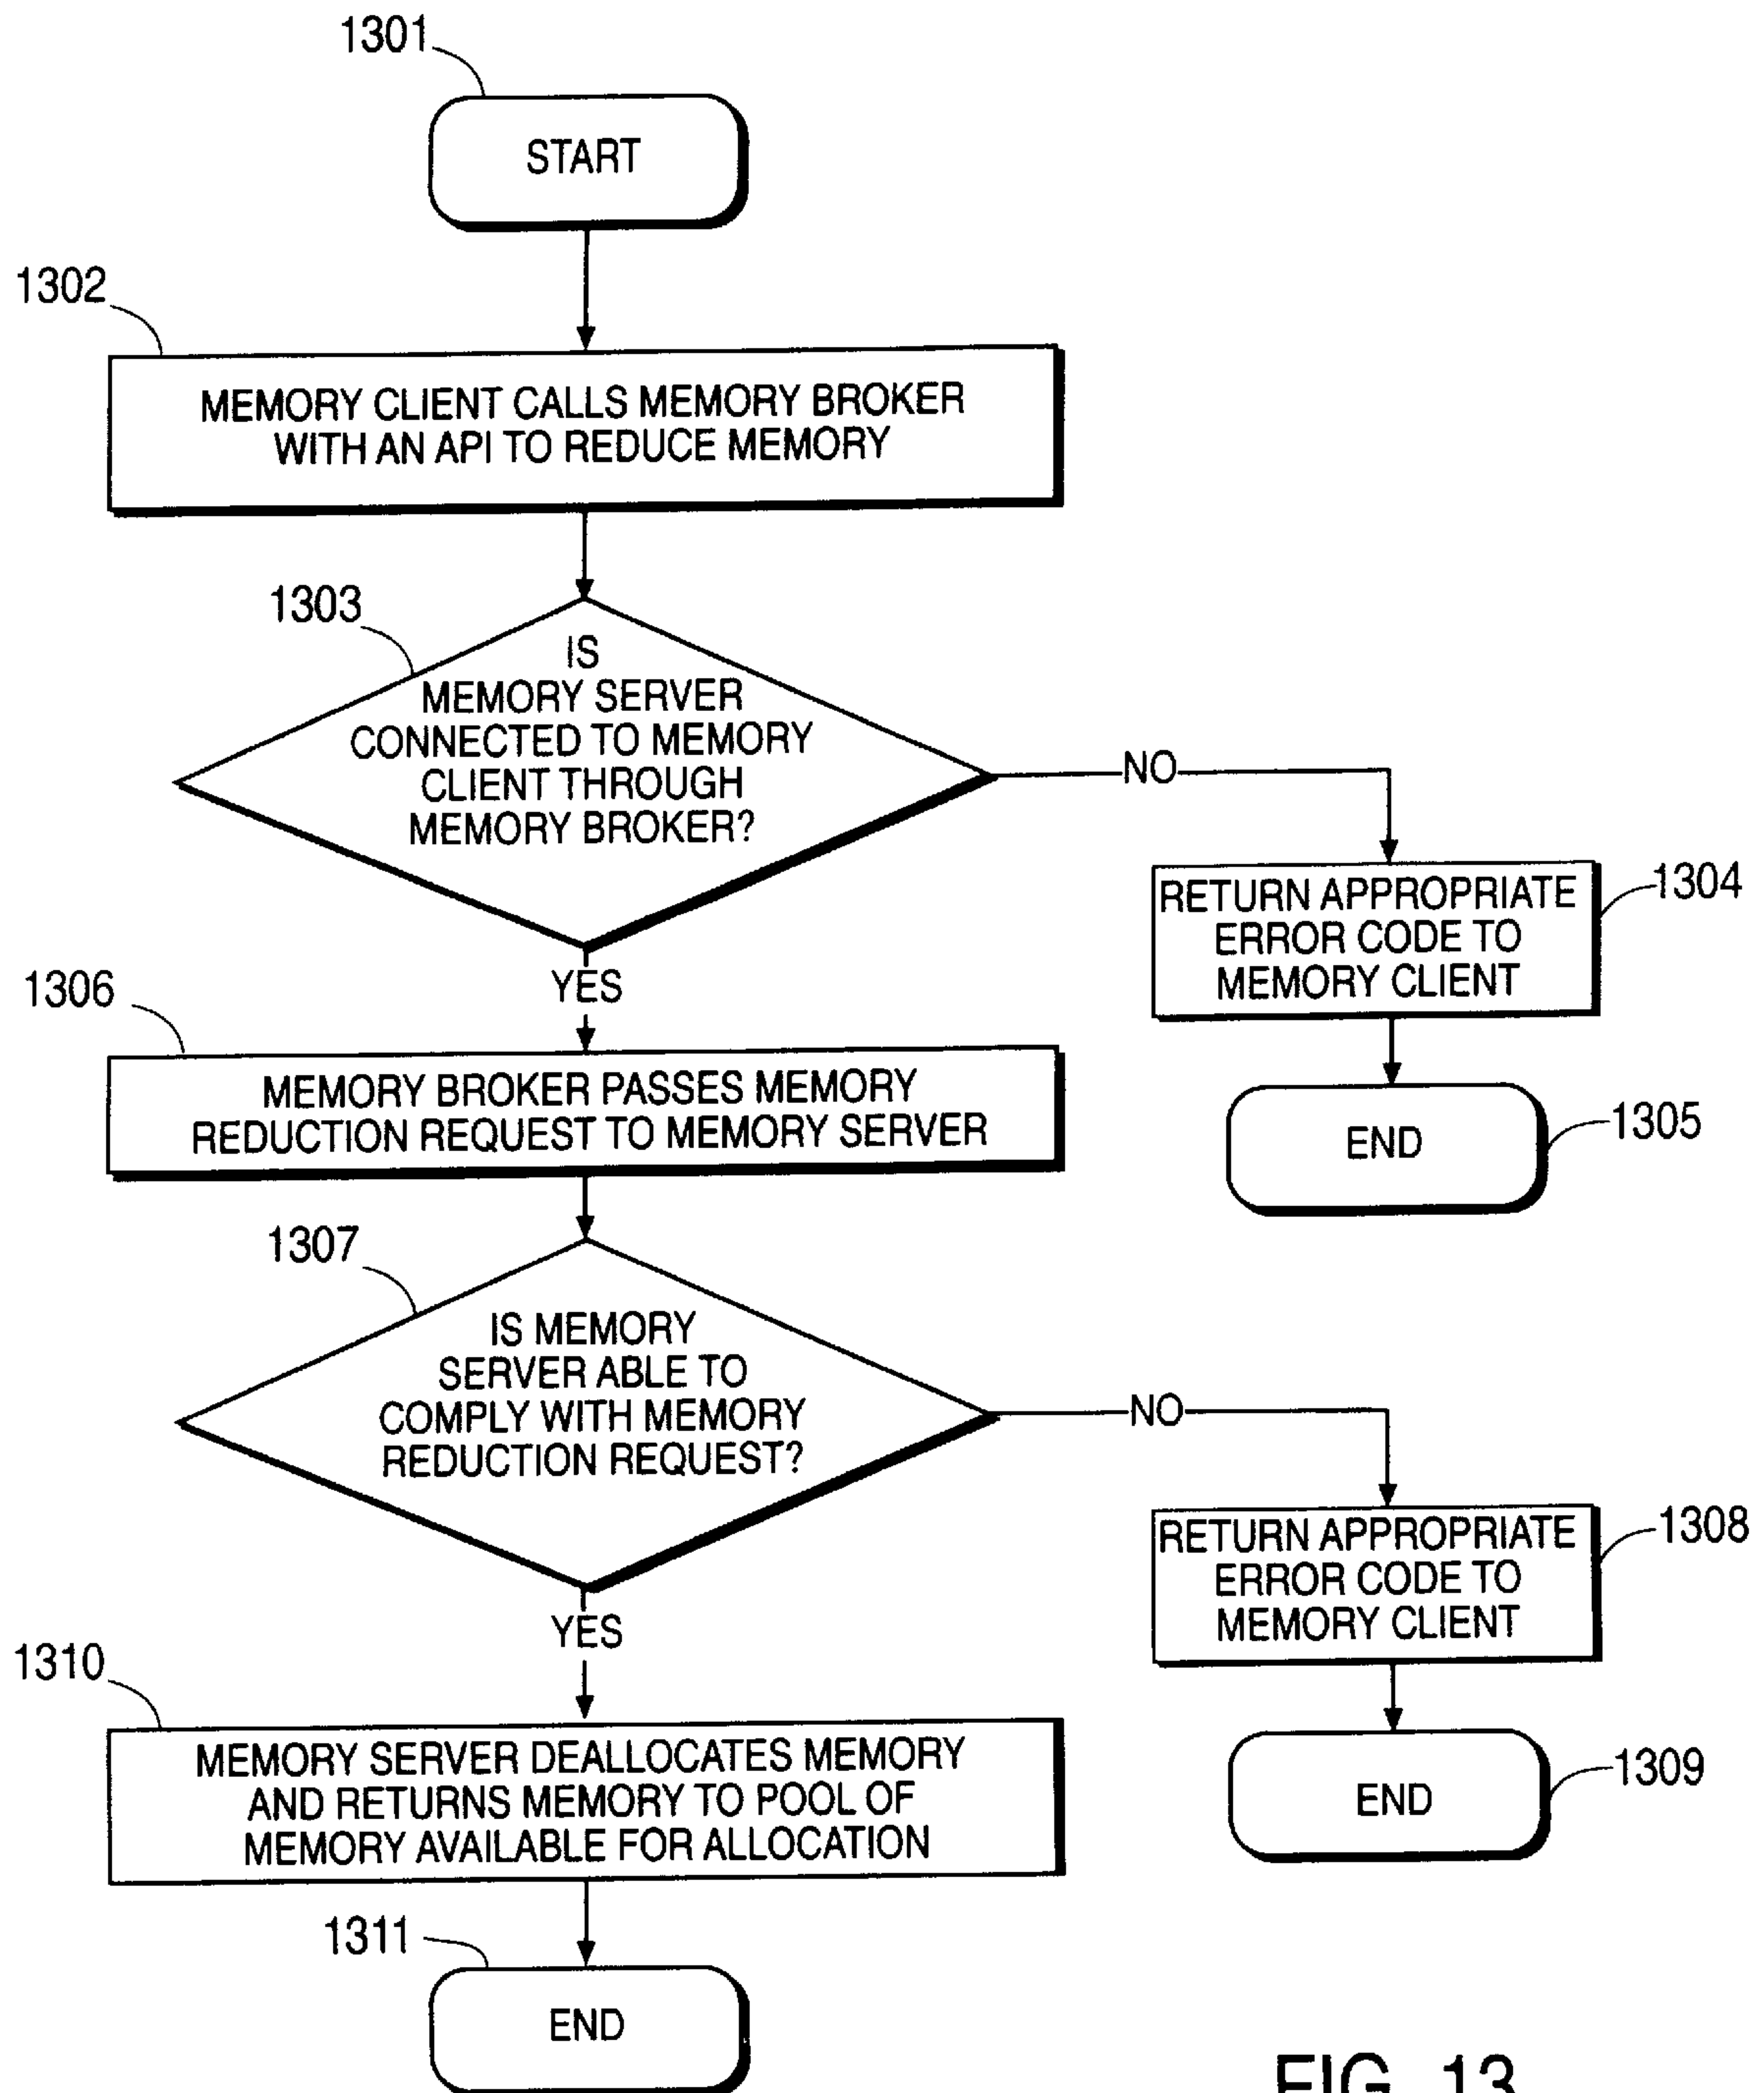 1301
START
1302
MEMORY CLIENT CALLS MEMORY BROKER
WITH AN API TO REDUCE MEMORY
1303
IS
MEMORY SERVER
CONNECTED TO MEMORY
CLIENT THROUGH
MEMORY BROKER?
NO
1304
RETURN APPROPRIATE
ERROR CODE TO
MEMORY CLIENT
YES
1305
END
1306
MEMORY BROKER PASSES MEMORY
REDUCTION REQUEST TO MEMORY SERVER
1307
IS MEMORY
SERVER ABLE TO
COMPLY WITH MEMORY
REDUCTION REQUEST?
NO
1308
RETURN APPROPRIATE
ERROR CODE TO
MEMORY CLIENT
YES
1309
END
1310
MEMORY SERVER DEALLOCATES MEMORY
AND RETURNS MEMORY TO POOL OF
MEMORY AVAILABLE FOR ALLOCATION
1311
END
FIG. 13